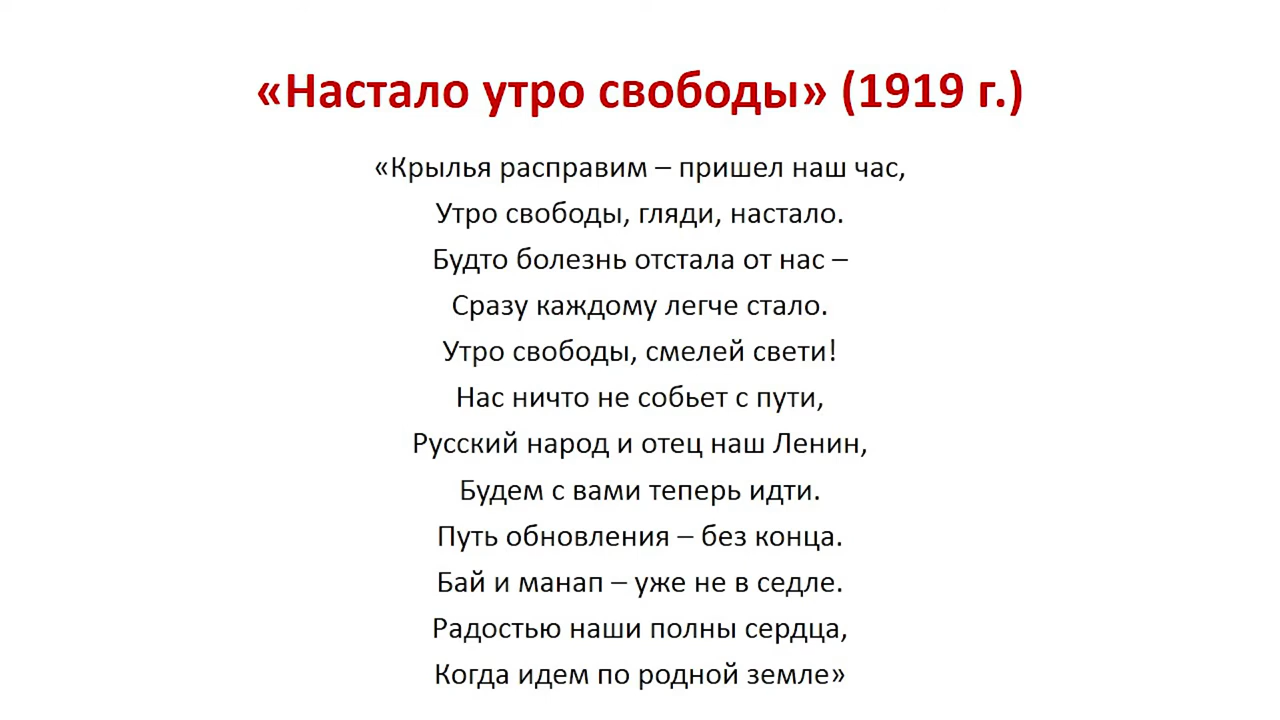 «Настало утро свободы» (1919 г.)
«Крылья расправим – пришел наш час,
Утро свободы, гляди, настало.
Будто болезнь отстала от нас –
Сразу каждому легче стало.
Утро свободы, смелей свети!
Нас ничто не собьет с пути,
Русский народ и отец наш Ленин,
Будем с вами теперь идти.
Путь обновления – без конца.
Бай и манап – уже не в седле.
Радостью наши полны сердца,
Когда идем по родной земле»